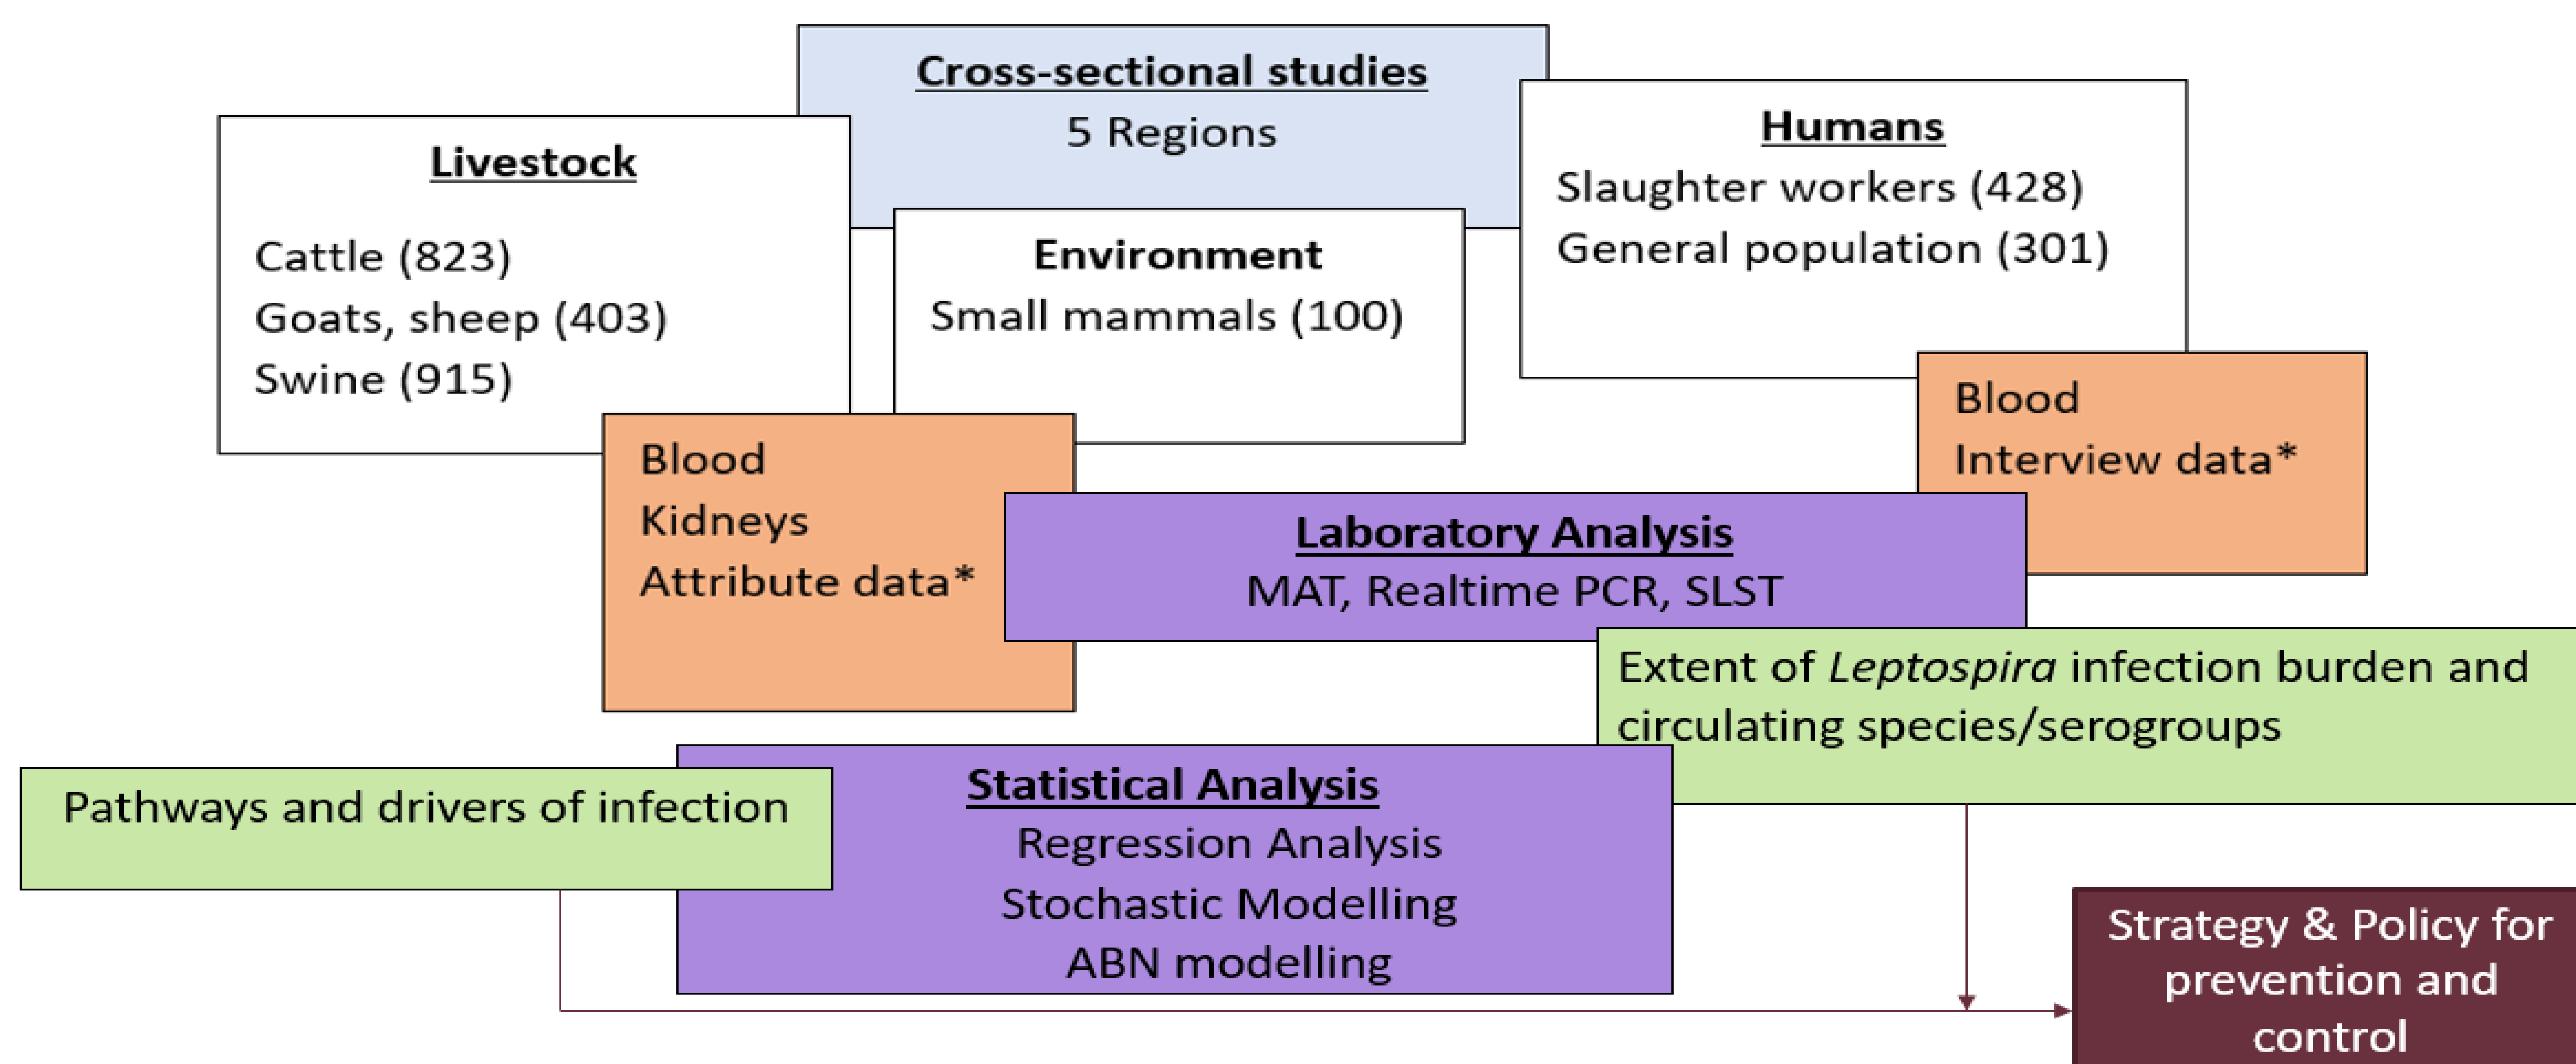 Cross-sectional studies
5 Regions
Livestock
Cattle (823)
Goats, sheep (403)
Swine (915)
Environment
Small mammals (100)
Humans
Slaughter workers (428)
General population (301)
Blood
Kidneys
Attribute data*
Blood
Interview data*
Laboratory Analysis
MAT, Realtime PCR, SLST
Extent of Leptospira infection burden and
circulating species/serogroups
Pathways and drivers of infection
Statistical Analysis
Regression Analysis
Stochastic Modelling
ABN modelling
Strategy & Policy for
prevention and
control